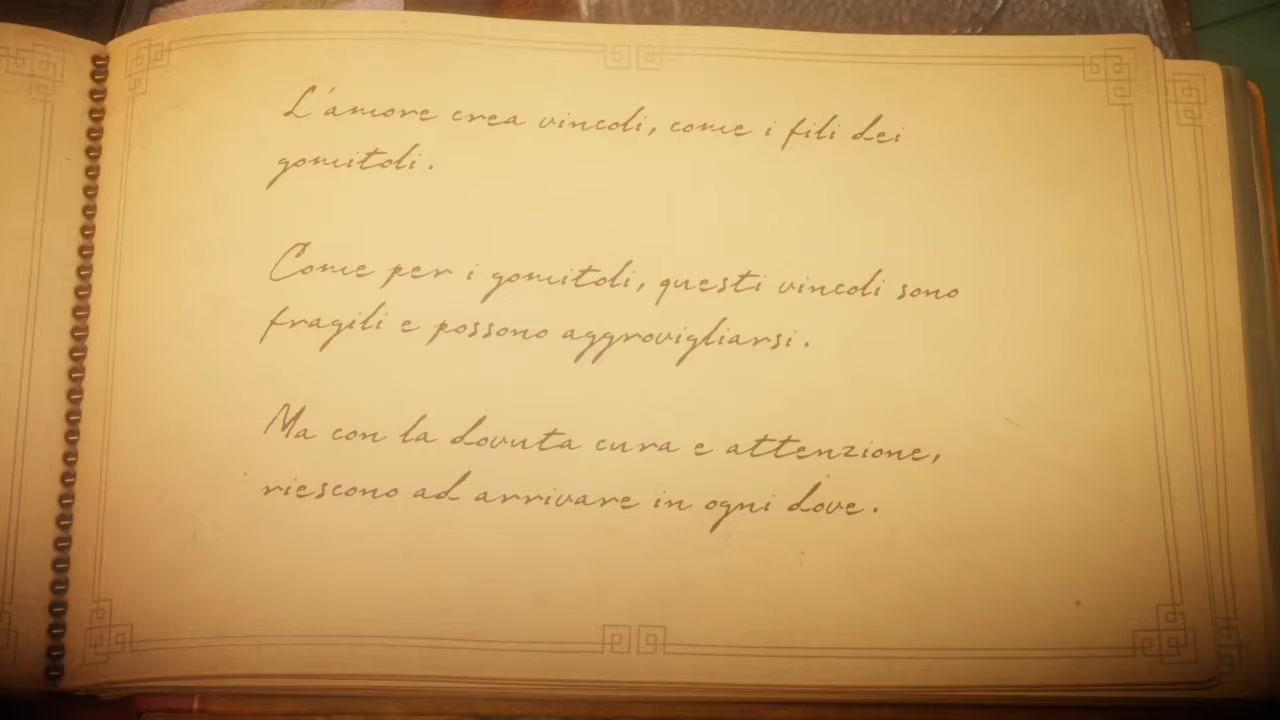 L'amore crea vincoli, come i fili dei
gomitoli.
Come per i gomitoli, questi vincoli sono
fragili e possono aggrovigliarsi.
Ma con la dovuta cura e attenzione,
riescono ad arrivare in ogni dove.